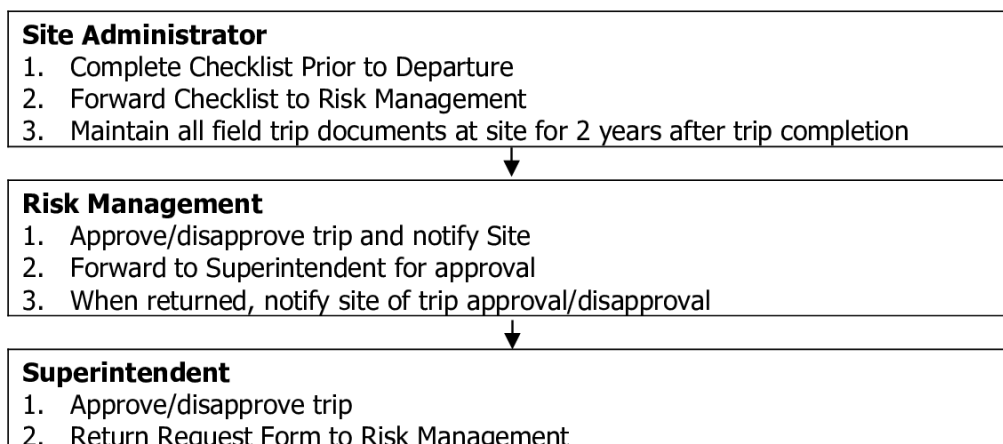 Site Administrator
1. Complete Checklist Prior to Departure
2. Forward Checklist to Risk Management
3. Maintain all field trip documents at site for 2 years after trip completion
Risk Management
1. Approve/disapprove trip and notify Site
2. Forward to Superintendent for approval
3. When returned, notify site of trip approval/disapproval
Superintendent
1. Approve/disapprove trip
2. Return Request Form to Risk Management